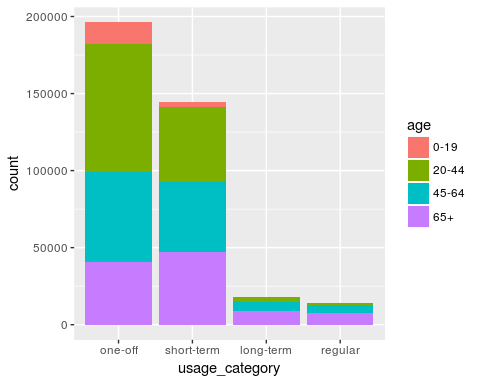 200000
150000
100000
50000
0
count
one-off short-term long-term regular
usage_category
age
0-19
20-44
45-64
65+